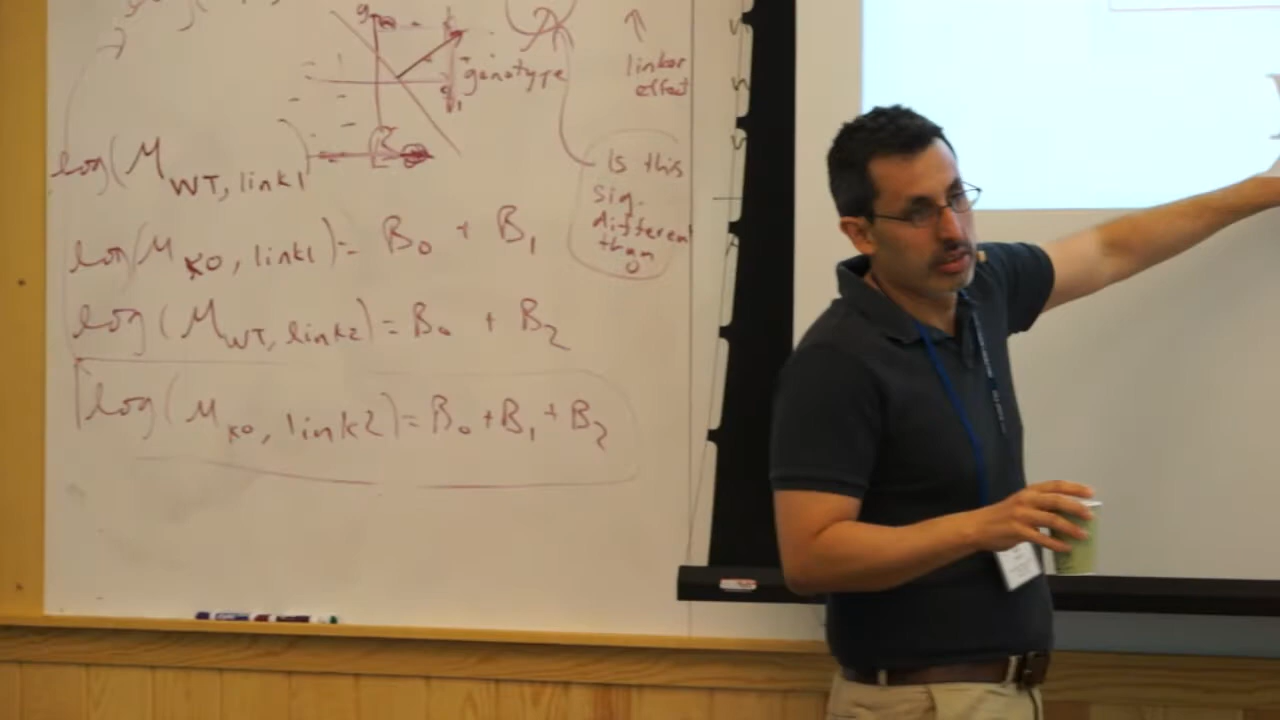 genotype
linker
effect
log(M WT, link1)
Is this
sig.
different
than
0
log(M KO, link1) = B0 + B1
log(M WT, link2) = B0 + B2
log(M KO, link2) = B0 + B1 + B2